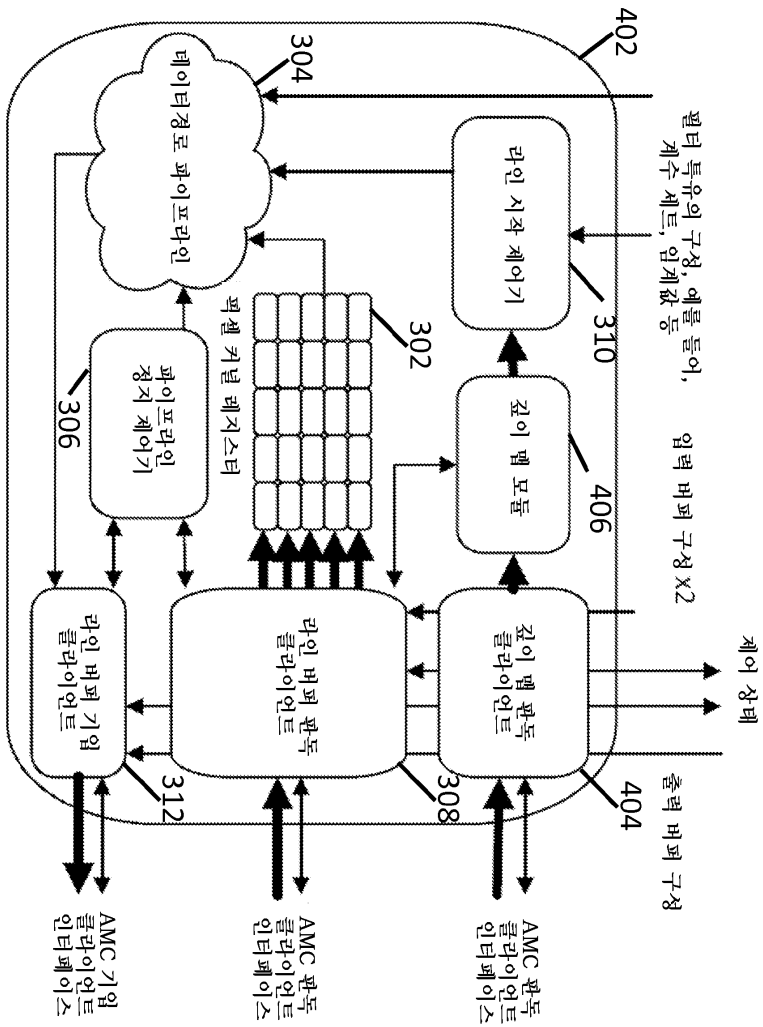 402
필터 특유의 구성, 예를 들어,
계수 세트, 임계값 등
입력 버퍼 구성 X2
제어 상태
출력 버퍼 구성
라인 시작 제어기
310
깊이 맵 모듈
406
깊이 맵 판독
클라이언트
404
AMC 판독
클라이언트
인터페이스
304
데이터경로 파이프라인
302
픽셀 커널 레지스터
라인 버퍼 판독
클라이언트
308
AMC 판독
클라이언트
인터페이스
파이프라인
정지 제어기
306
라인 버퍼 기입
클라이언트
312
AMC 기입
클라이언트
인터페이스